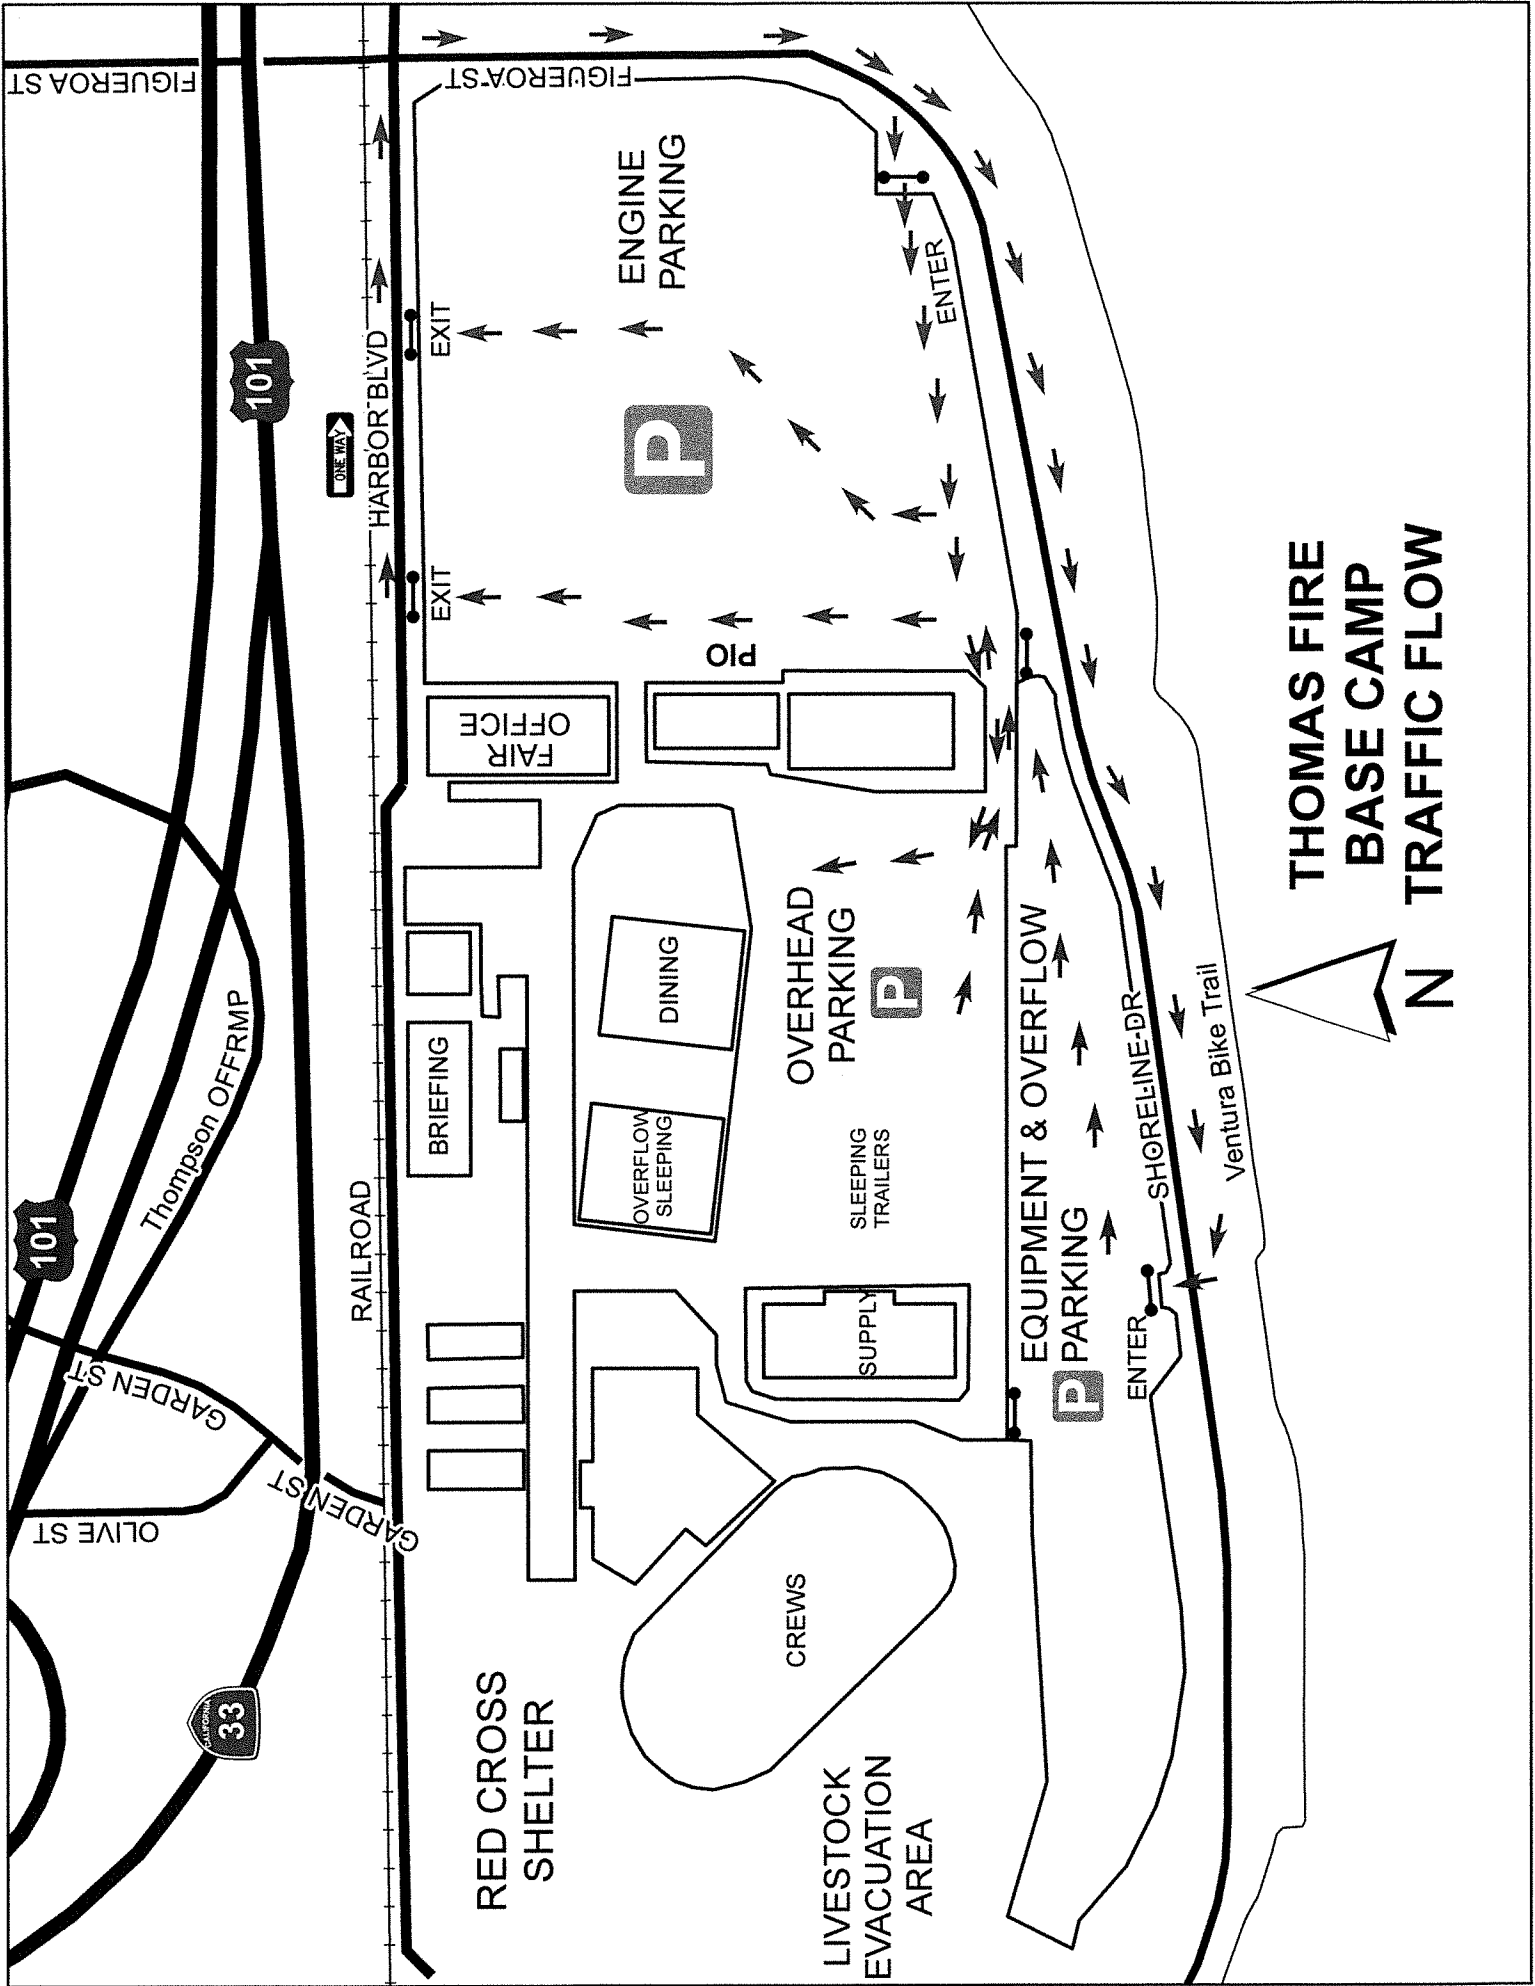 FIGUEROA ST
FIGUEROA ST
101
ONE WAY
HARBOR BLVD
EXIT
EXIT
ENGINE
PARKING
P
ENTER
PIO
FAIR
OFFICE
101
Thompson OFFRMP
RAILROAD
GARDEN ST
GARDEN ST
OLIVE ST
CALIFORNIA
33
BRIEFING
DINING
OVERFLOW
SLEEPING
OVERHEAD
PARKING
P
SLEEPING
TRAILERS
SUPPLY
EQUIPMENT & OVERFLOW
PARKING
P
ENTER
SHORELINE DR
Ventura Bike Trail
CREWS
RED CROSS
SHELTER
LIVESTOCK
EVACUATION
AREA
N
THOMAS FIRE
BASE CAMP
TRAFFIC FLOW